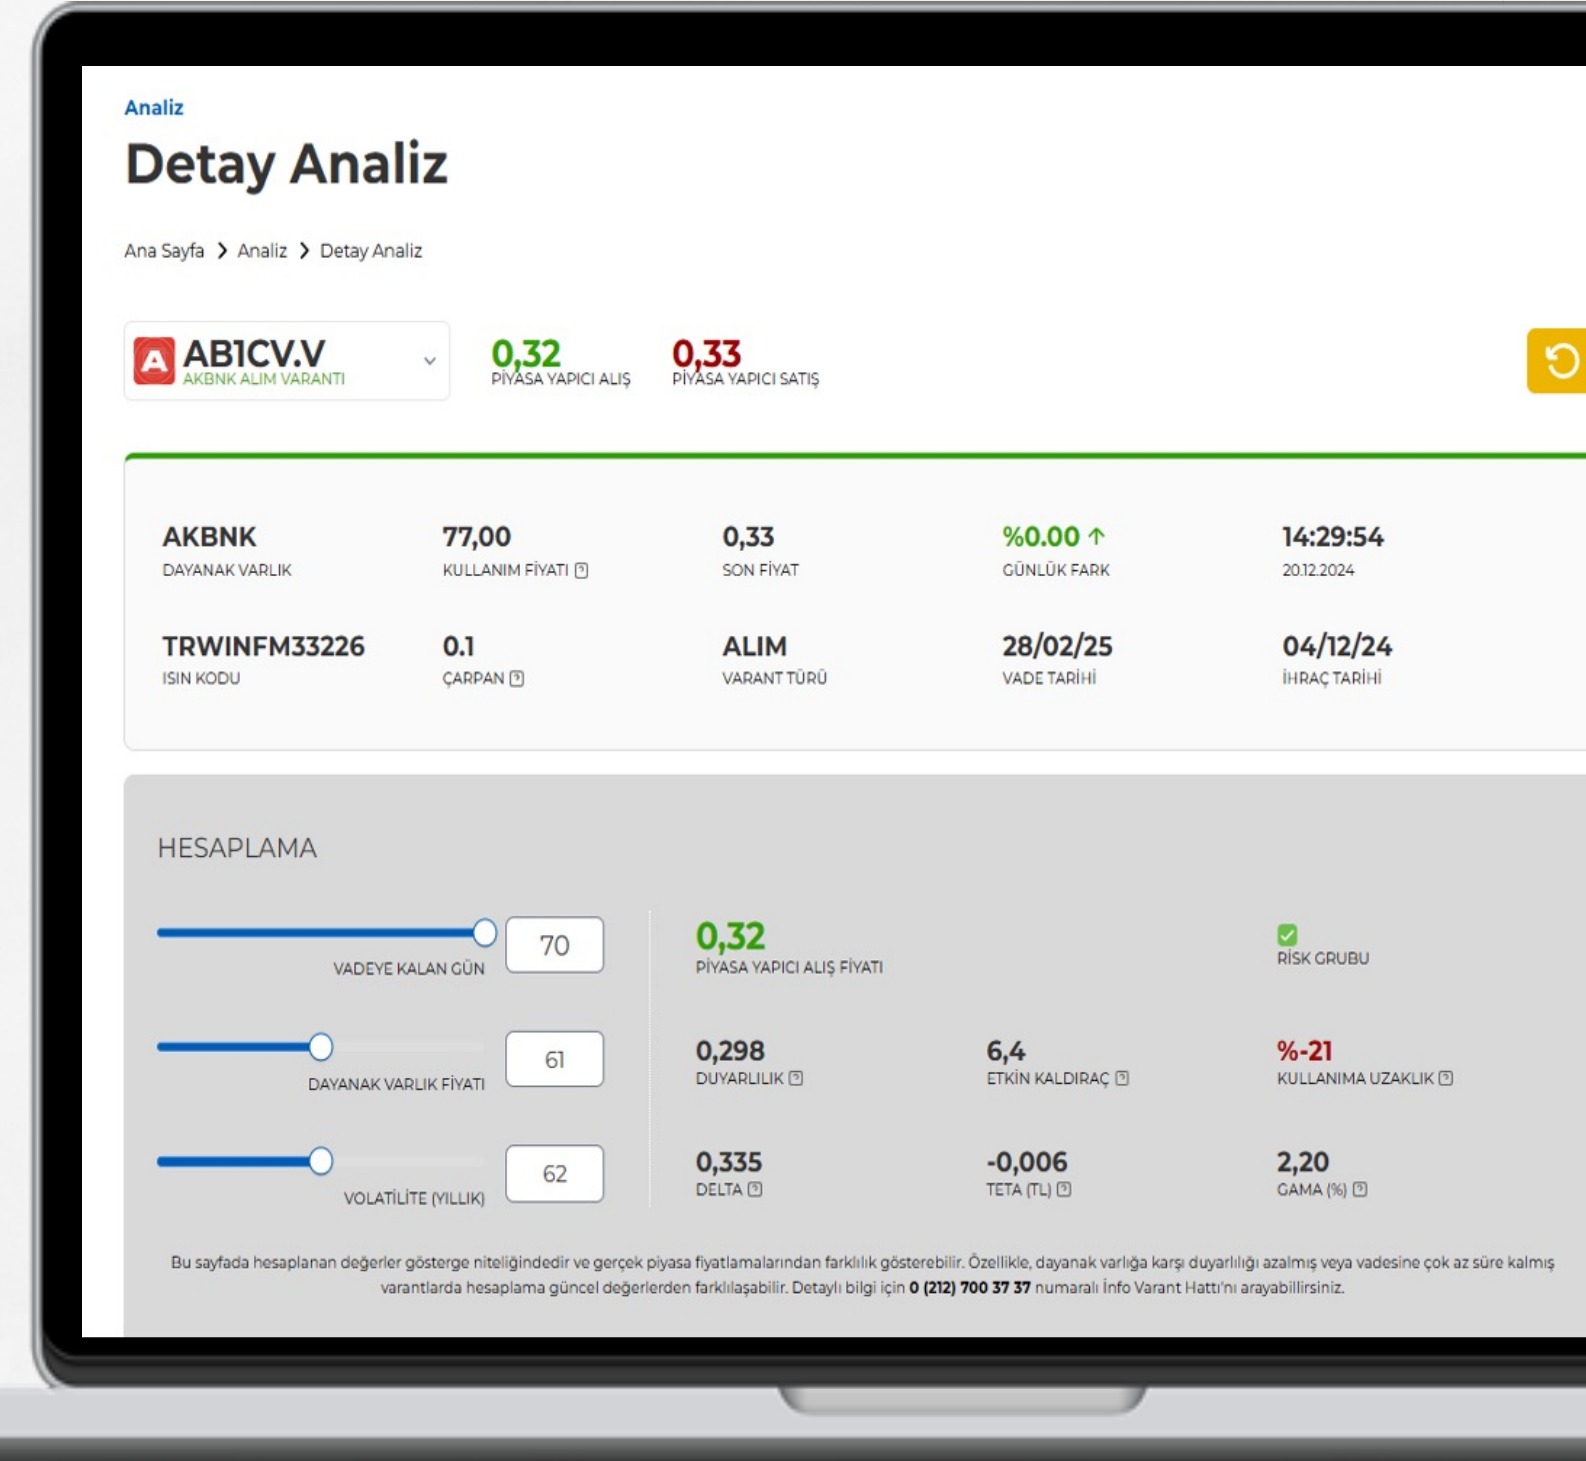 Analiz
Detay Analiz
Ana Sayfa > Analiz > Detay Analiz
A AB1CV.V
AKBNK ALIM VARANTI
0,32
PİYASA YAPICI ALIŞ
0,33
PİYASA YAPICI SATIŞ
AKBNK 77,00 0,33 %0.00 ↑ 14:29:54
DAYANAK VARLIK KULLANIM FİYATI ? SON FİYAT GÜNLÜK FARK 20.12.2024
TRWINFM33226 0.1 ALIM 28/02/25 04/12/24
ISIN KODU ÇARPAN ? VARANT TÜRÜ VADE TARİHİ İHRAÇ TARİHİ
HESAPLAMA
70
VADEYE KALAN GÜN
61
DAYANAK VARLIK FİYATI
62
VOLATİLİTE (YILLIK)
0,32
PİYASA YAPICI ALIŞ FİYATI RİSK GRUBU
0,298 6,4 %-21
DUYARLILIK ? ETKİN KALDIRAÇ ? KULLANIMA UZAKLIK ?
0,335 -0,006 2,20
DELTA ? TETA (TL) ? GAMA (%) ?
Bu sayfada hesaplanan değerler gösterge niteliğindedir ve gerçek piyasa fiyatlamalarından farklılık gösterebilir. Özellikle, dayanak varlığa karşı duyarlılığı azalmış veya vadesine çok az süre kalmış
varantlarda hesaplama güncel değerlerden farklılaşabilir. Detaylı bilgi için 0 (212) 700 37 37 numaralı İnfo Varant Hattı'nı arayabillirsiniz.